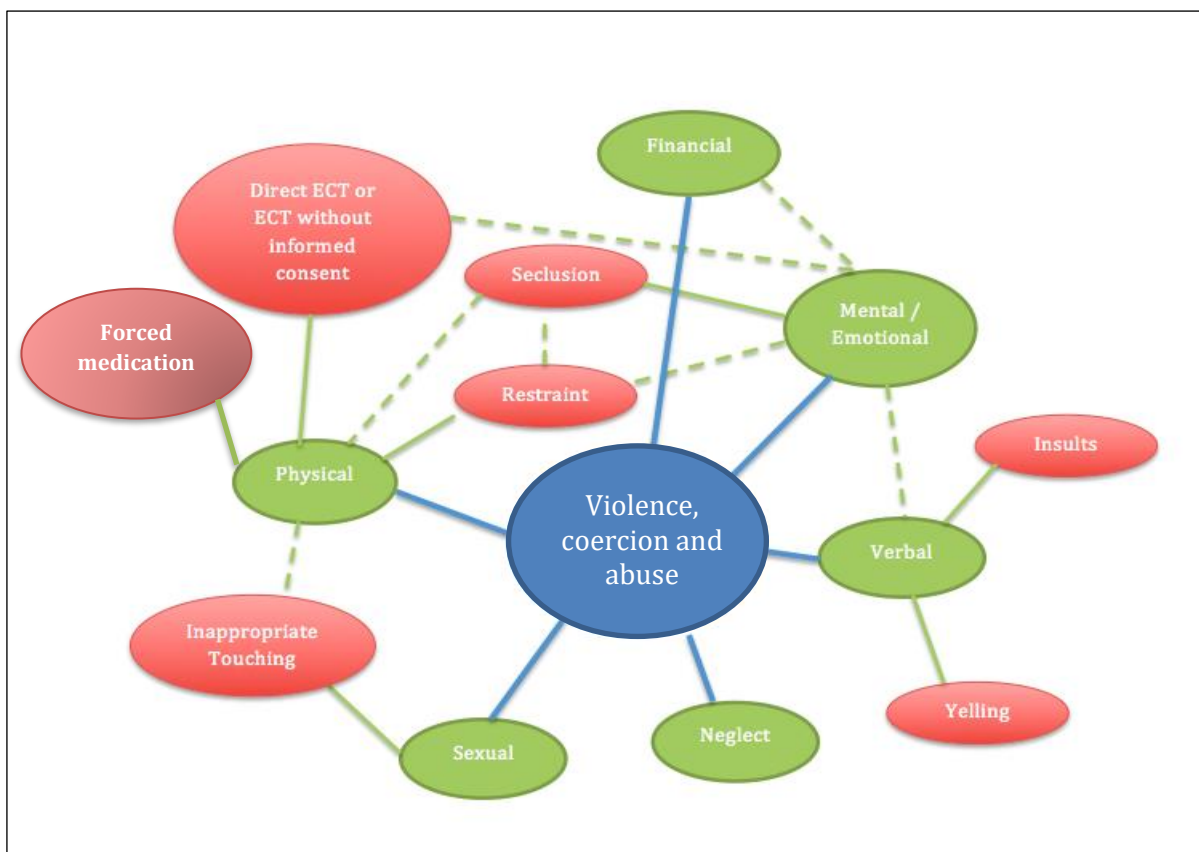 Financial
Direct ECT or
ECT without
informed
consent
Seclusion
Mental /
Emotional
Forced
medication
Restraint
Insults
Physical
Violence,
coercion and
abuse
Verbal
Inappropriate
Touching
Yelling
Neglect
Sexual